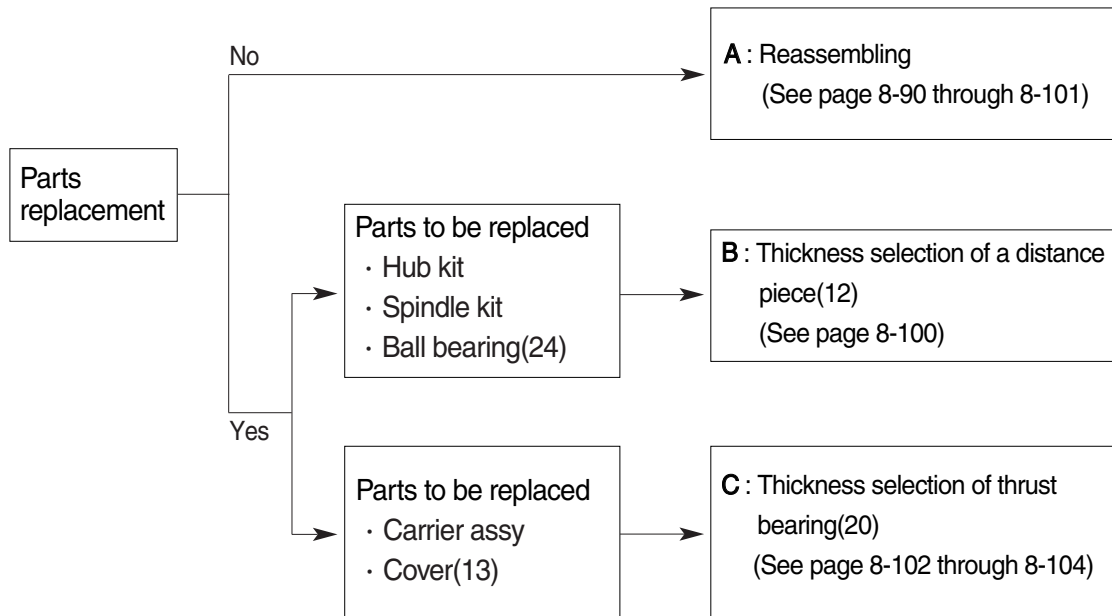 No
A : Reassembling
(See page 8-90 through 8-101)
Parts
replacement
Parts to be replaced
· Hub kit
· Spindle kit
· Ball bearing(24)
B : Thickness selection of a distance
piece(12)
(See page 8-100)
Yes
Parts to be replaced
· Carrier assy
· Cover(13)
C : Thickness selection of thrust
bearing(20)
(See page 8-102 through 8-104)